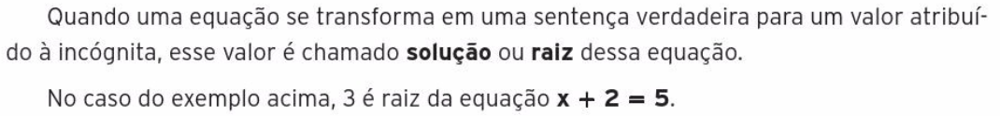 Quando uma equação se transforma em uma sentença verdadeira para um valor atribuí-
do à incógnita, esse valor é chamado solução ou raiz dessa equação.
No caso do exemplo acima, 3 é raiz da equação x + 2 = 5.